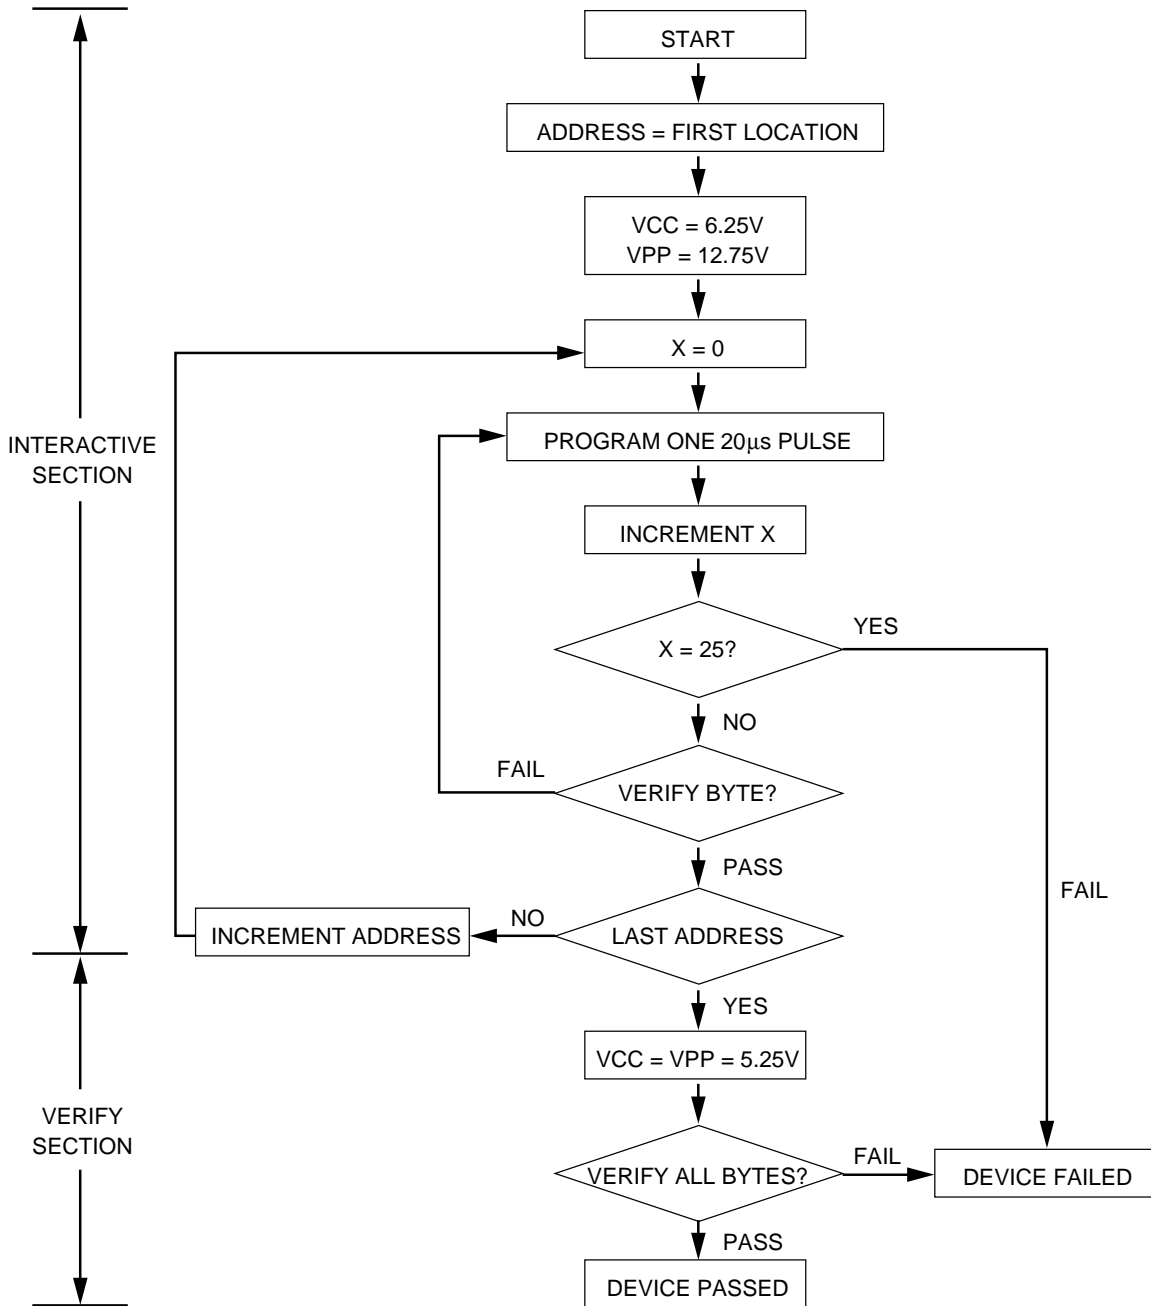 START
ADDRESS = FIRST LOCATION
VCC = 6.25V
VPP = 12.75V
X = 0
INTERACTIVE
SECTION
PROGRAM ONE 20µs PULSE
INCREMENT X
X = 25?
YES
NO
FAIL
VERIFY BYTE?
PASS
FAIL
INCREMENT ADDRESS
NO
LAST ADDRESS
YES
VCC = VPP = 5.25V
VERIFY
SECTION
VERIFY ALL BYTES?
FAIL
DEVICE FAILED
PASS
DEVICE PASSED